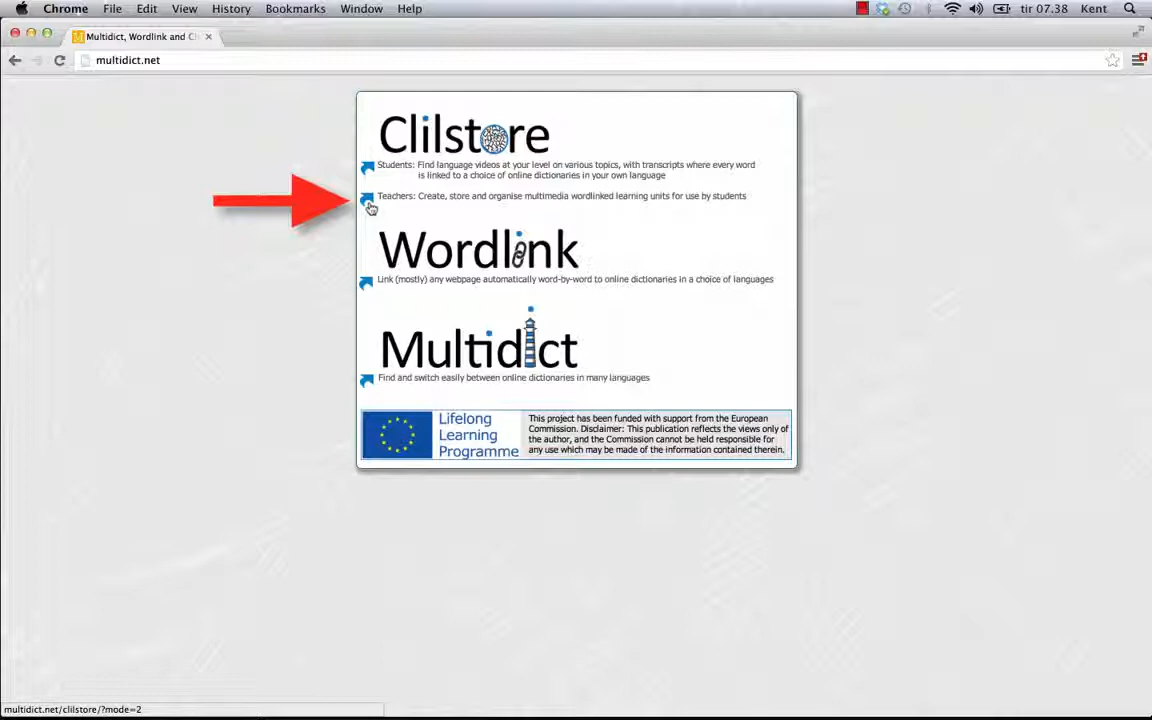 Chrome File Edit View History Bookmarks Window Help tir 07.38 Kent
Multidict, Wordlink and Cl
multidict.net
Clilstore
Students: Find language videos at your level on various topics, with transcripts where every word
is linked to a choice of online dictionaries in your own language
Teachers: Create, store and organise multimedia wordlinked learning units for use by students
Wordlink
Link (mostly) any webpage automatically word-by-word to online dictionaries in a choice of languages
Multidict
Find and switch easily between online dictionaries in many languages
Lifelong
Learning
Programme
This project has been funded with support from the European
Commission. Disclaimer: This publication reflects the views only of
the author, and the Commission cannot be held responsible for
any use which may be made of the information contained therein.
multidict.net/clilstore/?mode=2